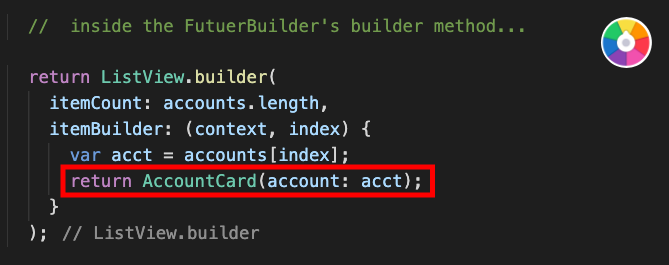 //  inside the FutuerBuilder's builder method...
return ListView.builder(
itemCount: accounts.length,
itemBuilder: (context, index) {
var acct = accounts[index];
return AccountCard(account: acct);
}
); // ListView.builder